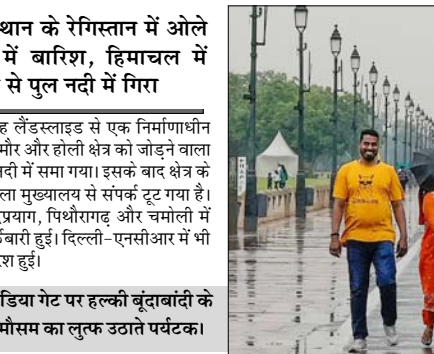 थान के रेगिस्तान में ओले
में बारिश, हिमाचल में
से पुल नदी में गिरा
ह लैंडस्लाइड से एक निर्माणाधीन
मौर और होली क्षेत्र को जोड़ने वाला
नदी में समा गया। इसके बाद क्षेत्र के
ला मुख्यालय से संपर्क टूट गया है।
प्रयाग, पिथौरागढ़ और चमोली में
बारी हुई। दिल्ली-एनसीआर में भी
श हुई।
डिया गेट पर हल्की बूंदाबांदी के
मौसम का लुत्फ उठाते पर्यटक।